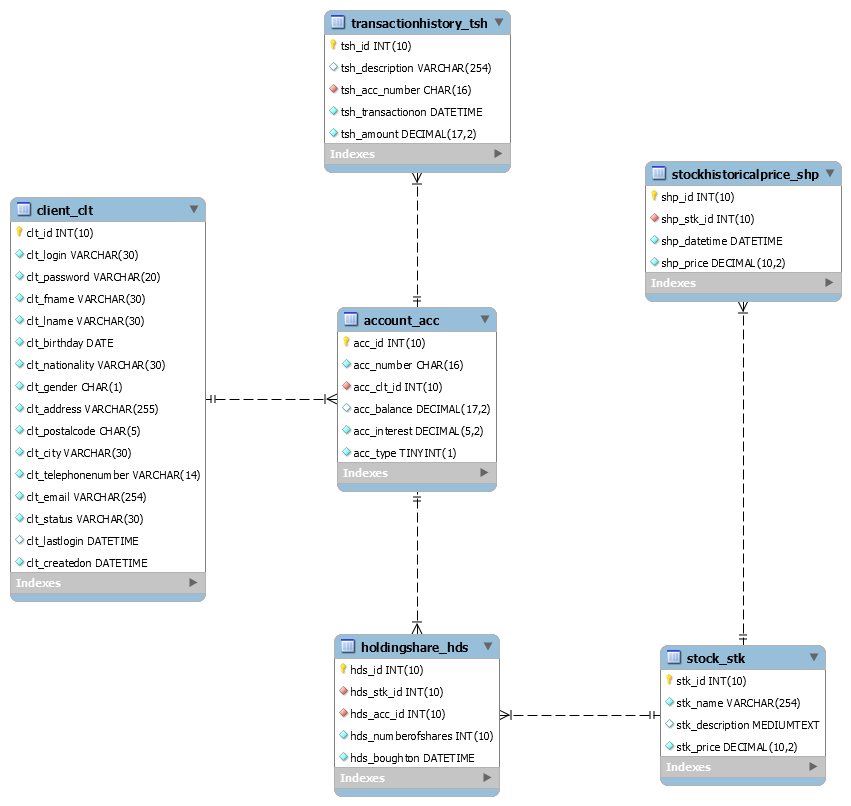 transactionhistory_tsh
tsh_id INT(10)
tsh_description VARCHAR(254)
tsh_acc_number CHAR(16)
tsh_transactionon DATETIME
tsh_amount DECIMAL(17,2)
Indexes
stockhistoricalprice_shp
shp_id INT(10)
shp_stk_id INT(10)
shp_datetime DATETIME
shp_price DECIMAL(10,2)
Indexes
client_clt
clt_id INT(10)
clt_login VARCHAR(30)
clt_password VARCHAR(20)
clt_fname VARCHAR(30)
clt_lname VARCHAR(30)
clt_birthday DATE
clt_nationality VARCHAR(30)
clt_gender CHAR(1)
clt_address VARCHAR(255)
clt_postalcode CHAR(5)
clt_city VARCHAR(30)
clt_telephonenumber VARCHAR(14)
clt_email VARCHAR(254)
clt_status VARCHAR(30)
clt_lastlogin DATETIME
clt_createdon DATETIME
Indexes
account_acc
acc_id INT(10)
acc_number CHAR(16)
acc_clt_id INT(10)
acc_balance DECIMAL(17,2)
acc_interest DECIMAL(5,2)
acc_type TINYINT(1)
Indexes
holdingshare_hds
hds_id INT(10)
hds_stk_id INT(10)
hds_acc_id INT(10)
hds_numberofshares INT(10)
hds_boughton DATETIME
Indexes
stock_stk
stk_id INT(10)
stk_name VARCHAR(254)
stk_description MEDIUMTEXT
stk_price DECIMAL(10,2)
Indexes